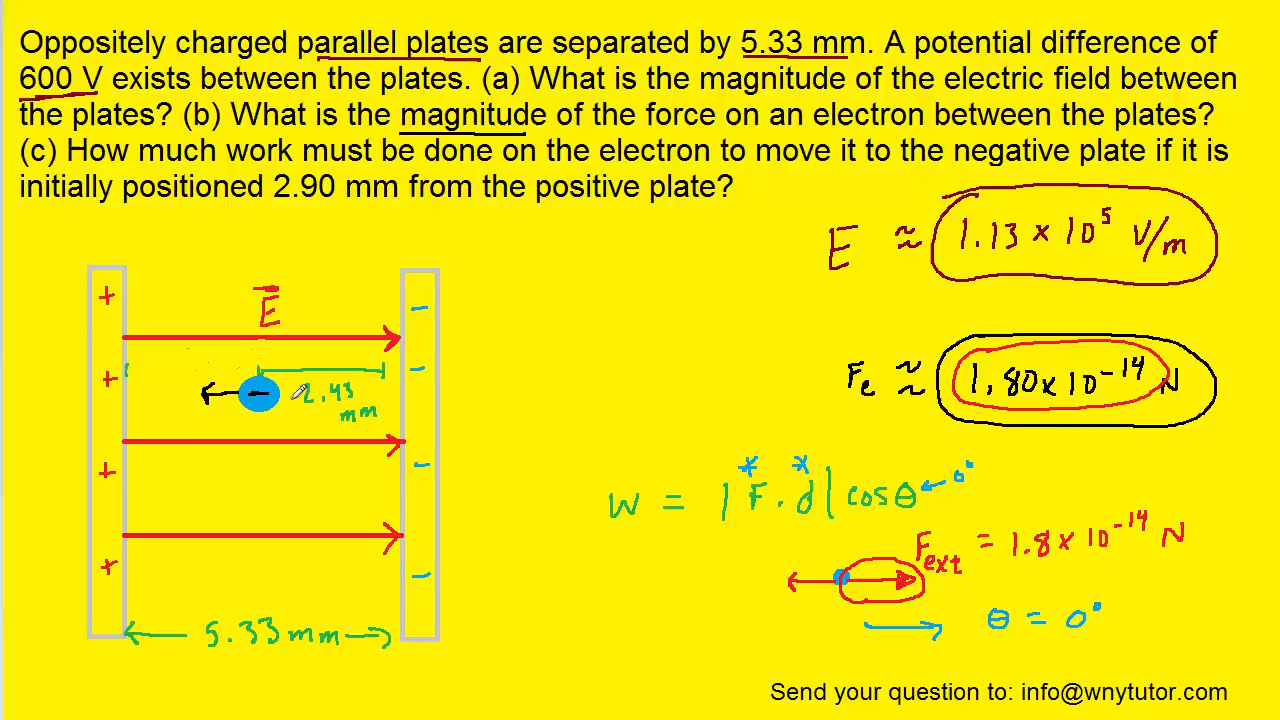 Oppositely charged parallel plates are separated by 5.33 mm. A potential difference of
600 V exists between the plates. (a) What is the magnitude of the electric field between
the plates? (b) What is the magnitude of the force on an electron between the plates?
(c) How much work must be done on the electron to move it to the negative plate if it is
initially positioned 2.90 mm from the positive plate?
E ≈ 1.13 × 10⁵ V/m
+ E -
+ -
2.43
mm
Fe ≈ 1.80 × 10⁻¹⁴ N
-
+ -
W = |F · d| cosθ ← 0°
Fext = 1.8 × 10⁻¹⁴ N
+ -
θ = 0°
5.33 mm
Send your question to: info@wnytutor.com